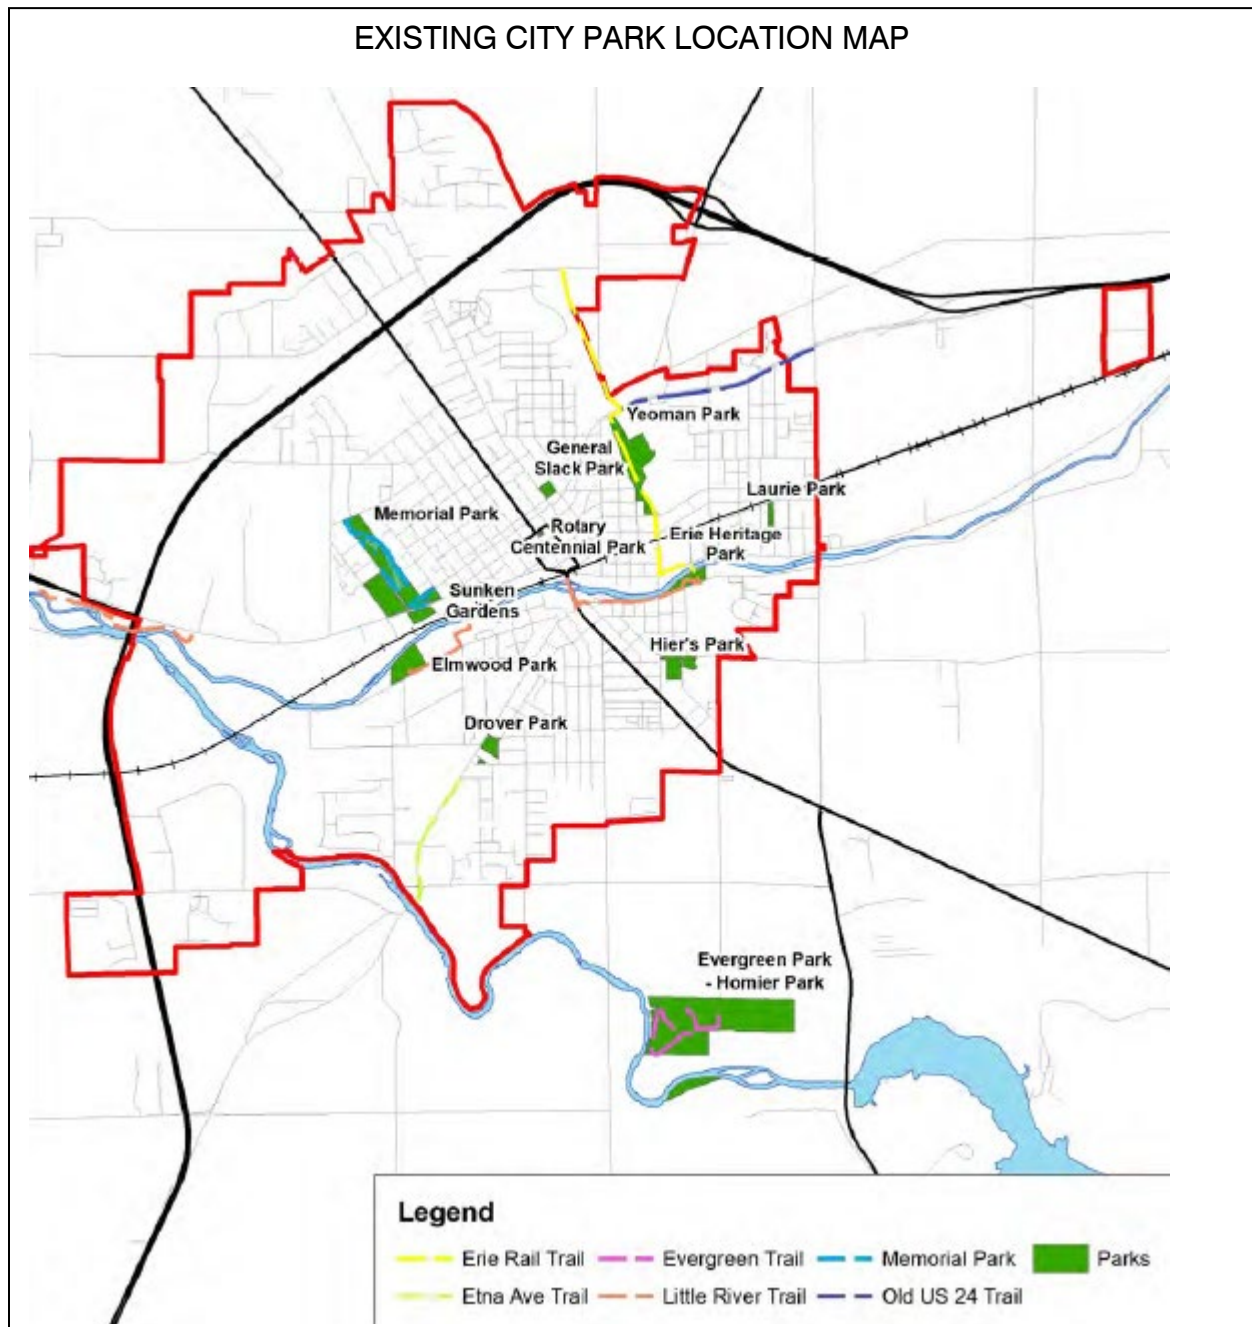 EXISTING CITY PARK LOCATION MAP
Yeoman Park
General
Slack Park
Laurie Park
Memorial Park
Rotary
Centennial Park
Erie Heritage
Park
Sunken
Gardens
Hier's Park
Elmwood Park
Drover Park
Evergreen Park
- Homier Park
Legend
Erie Rail Trail
Evergreen Trail
Memorial Park
Parks
Etna Ave Trail
Little River Trail
Old US 24 Trail